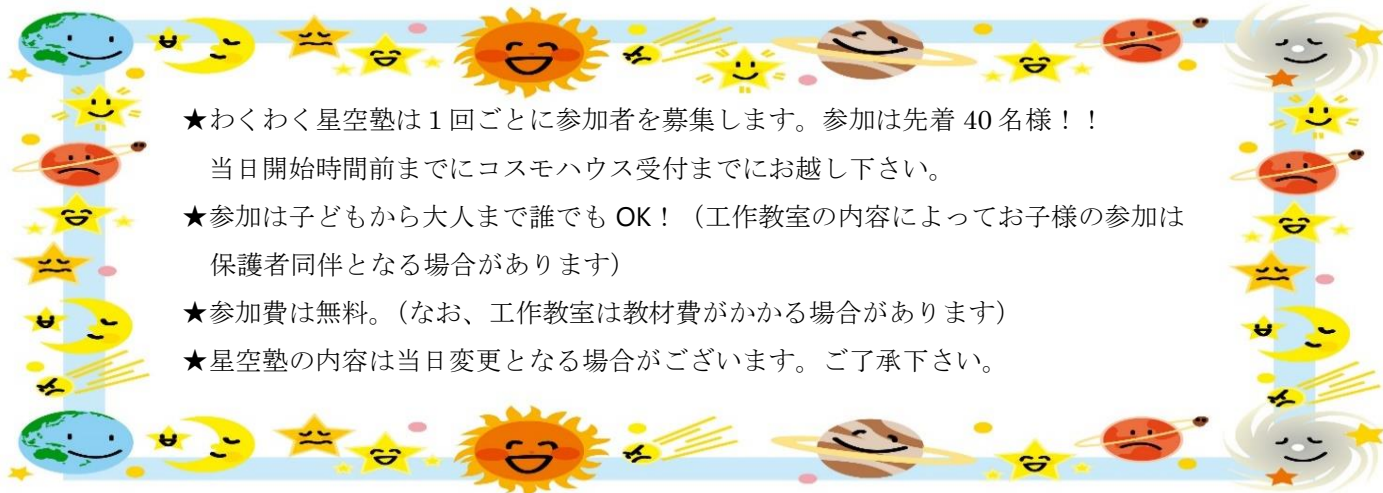 ★わくわく星空塾は1回ごとに参加者を募集します。参加は先着 40 名様！！
当日開始時間前までにコスモハウス受付までにお越し下さい。
★参加は子どもから大人まで誰でも OK！（工作教室の内容によってお子様の参加は
保護者同伴となる場合があります）
★参加費は無料。（なお、工作教室は教材費がかかる場合があります）
★星空塾の内容は当日変更となる場合がございます。ご了承下さい。